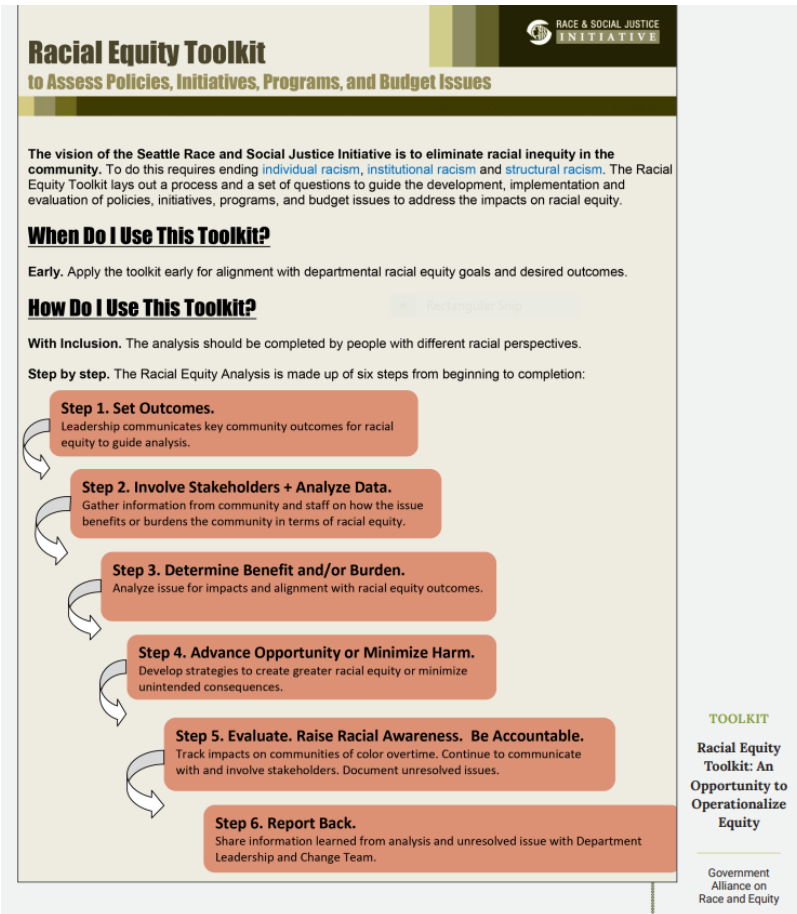 RACE & SOCIAL JUSTICE
INITIATIVE
Racial Equity Toolkit
to Assess Policies, Initiatives, Programs, and Budget Issues
The vision of the Seattle Race and Social Justice Initiative is to eliminate racial inequity in the
community. To do this requires ending individual racism, institutional racism and structural racism. The Racial
Equity Toolkit lays out a process and a set of questions to guide the development, implementation and
evaluation of policies, initiatives, programs, and budget issues to address the impacts on racial equity.
When Do I Use This Toolkit?
Early. Apply the toolkit early for alignment with departmental racial equity goals and desired outcomes.
How Do I Use This Toolkit?
Rectangular Snip
With Inclusion. The analysis should be completed by people with different racial perspectives.
Step by step. The Racial Equity Analysis is made up of six steps from beginning to completion:
Step 1. Set Outcomes.
Leadership communicates key community outcomes for racial
equity to guide analysis.
Step 2. Involve Stakeholders + Analyze Data.
Gather information from community and staff on how the issue
benefits or burdens the community in terms of racial equity.
Step 3. Determine Benefit and/or Burden.
Analyze issue for impacts and alignment with racial equity outcomes.
Step 4. Advance Opportunity or Minimize Harm.
Develop strategies to create greater racial equity or minimize
unintended consequences.
Step 5. Evaluate. Raise Racial Awareness. Be Accountable.
Track impacts on communities of color overtime. Continue to communicate
with and involve stakeholders. Document unresolved issues.
Step 6. Report Back.
Share information learned from analysis and unresolved issue with Department
Leadership and Change Team.
TOOLKIT
Racial Equity
Toolkit: An
Opportunity to
Operationalize
Equity
Government
Alliance on
Race and Equity